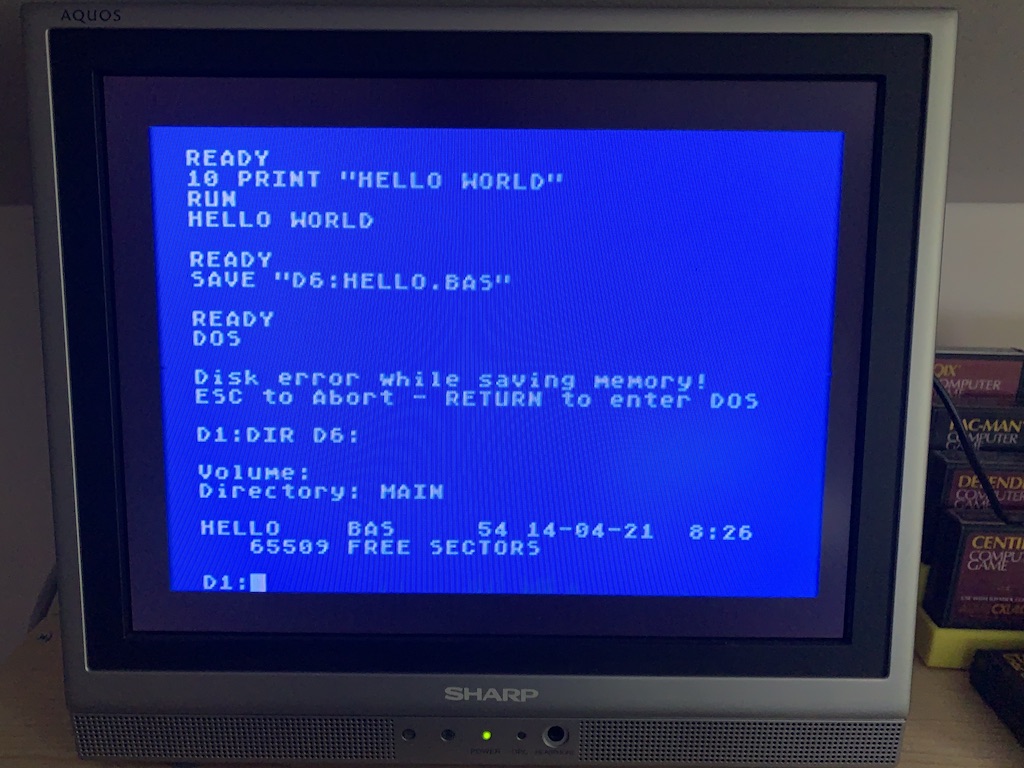 AQUOS
READY
10 PRINT "HELLO WORLD"
RUN
HELLO WORLD
READY
SAVE "D6:HELLO.BAS"
READY
DOS
Disk error while saving memory!
ESC to Abort - RETURN to enter DOS
D1:DIR D6:
Volume:
Directory: MAIN
HELLO BAS 54 14-04-21 8:26
65509 FREE SECTORS
D1:
SHARP
POWER
QIX
COMPUTER
PAC-MAN
COMPUTER
GAME
DEFEND
COMPUTER
GAME
CENTI
COMPU
GAME